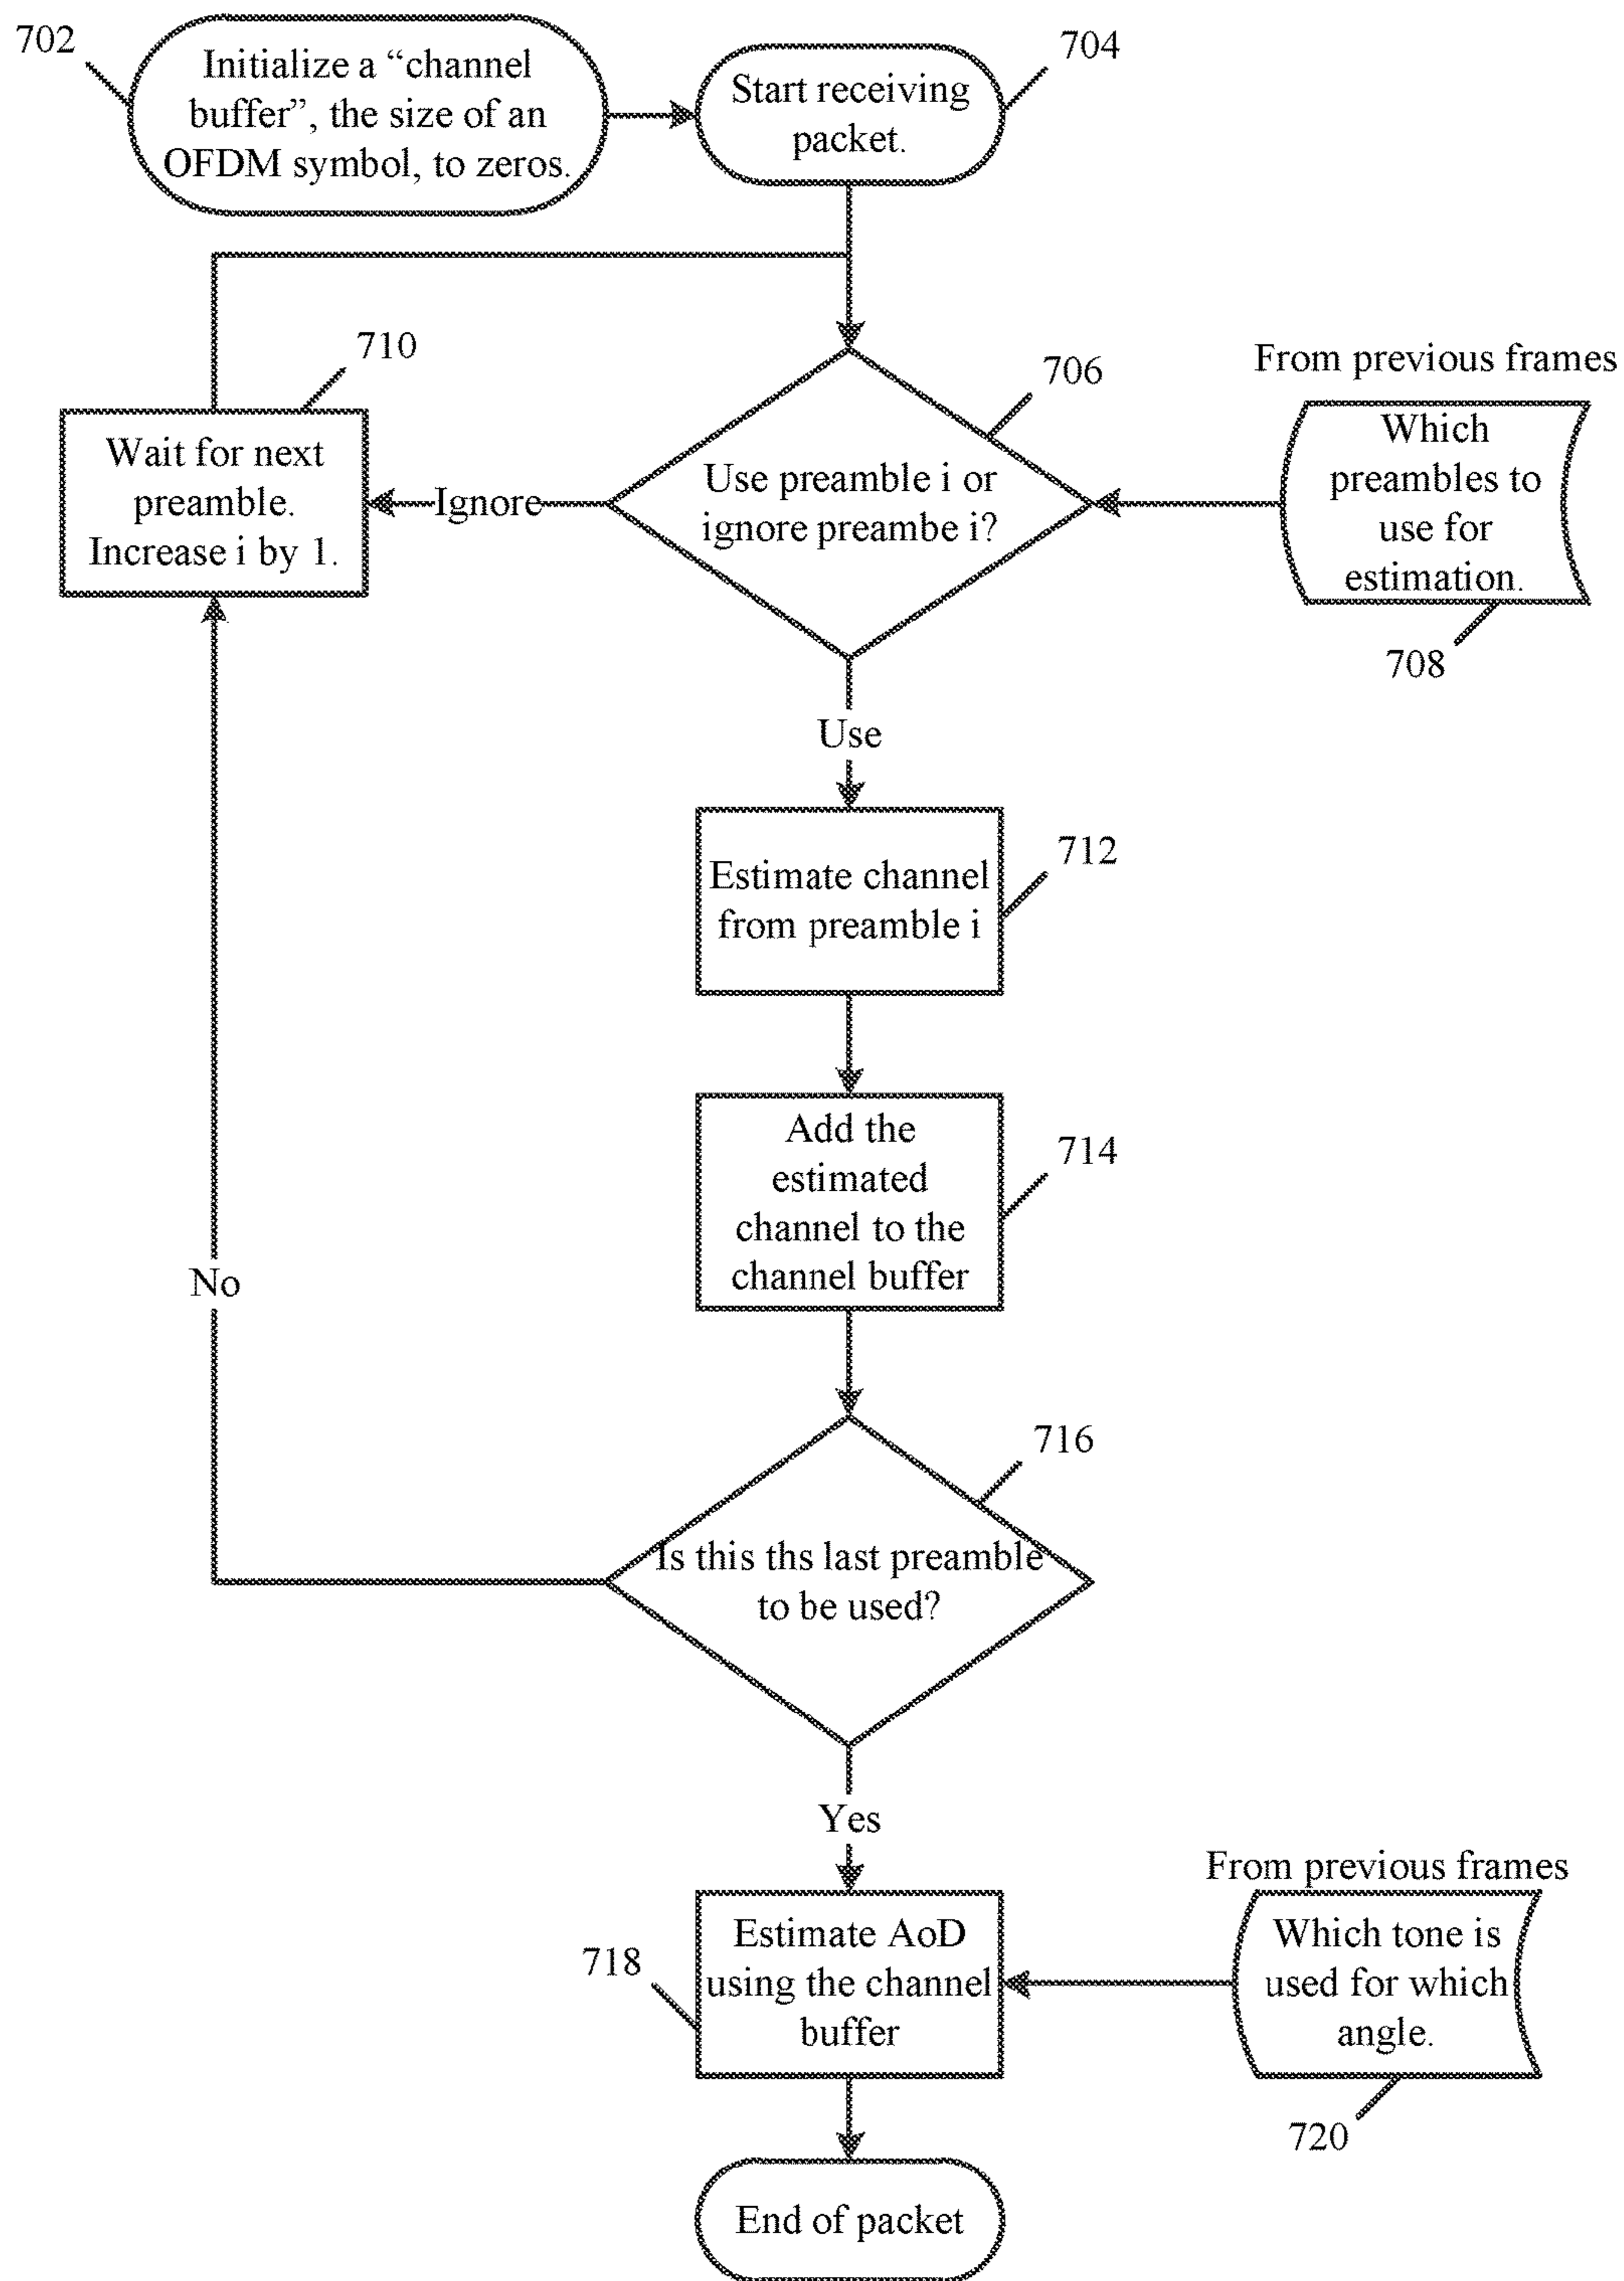 702
Initialize a “channel
buffer”, the size of an
OFDM symbol, to zeros.
704
Start receiving
packet.
710
Wait for next
preamble.
Increase i by 1.
Ignore
706
Use preamble i or
ignore preambe i?
From previous frames
Which
preambles to
use for
estimation.
708
Use
712
Estimate channel
from preamble i
714
Add the
estimated
channel to the
channel buffer
No
716
Is this ths last preamble
to be used?
Yes
718
Estimate AoD
using the channel
buffer
From previous frames
Which tone is
used for which
angle.
720
End of packet